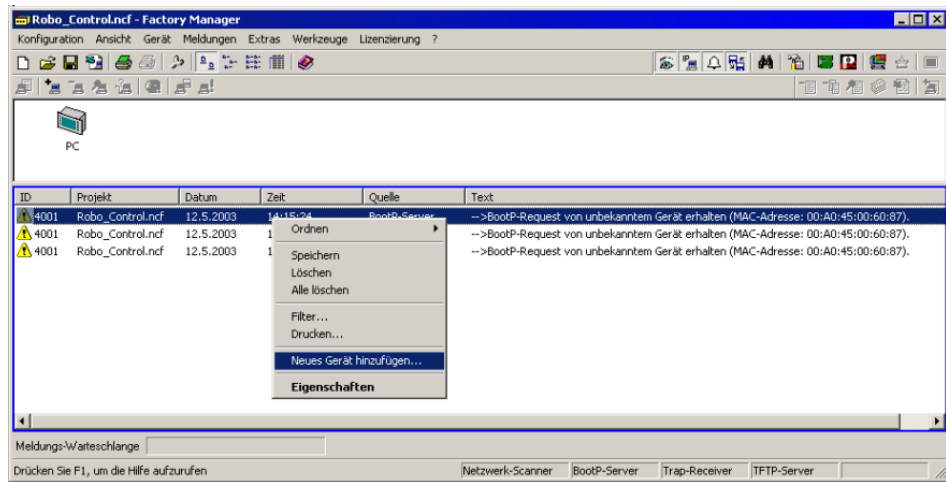 Robo_Control.ncf - Factory Manager
Konfiguration Ansicht Gerät Meldungen Extras Werkzeuge Lizenzierung ?
PC
ID Projekt Datum Zeit Quelle Text
4001 Robo_Control.ncf 12.5.2003 14:15:24 BootP-Server -->BootP-Request von unbekanntem Gerät erhalten (MAC-Adresse: 00:A0:45:00:60:87).
4001 Robo_Control.ncf 12.5.2003 1 -->BootP-Request von unbekanntem Gerät erhalten (MAC-Adresse: 00:A0:45:00:60:87).
4001 Robo_Control.ncf 12.5.2003 1 -->BootP-Request von unbekanntem Gerät erhalten (MAC-Adresse: 00:A0:45:00:60:87).
Ordnen
Speichern
Löschen
Alle löschen
Filter...
Drucken...
Neues Gerät hinzufügen...
Eigenschaften
Meldungs-Warteschlange
Drücken Sie F1, um die Hilfe aufzurufen Netzwerk-Scanner BootP-Server Trap-Receiver TFTP-Server